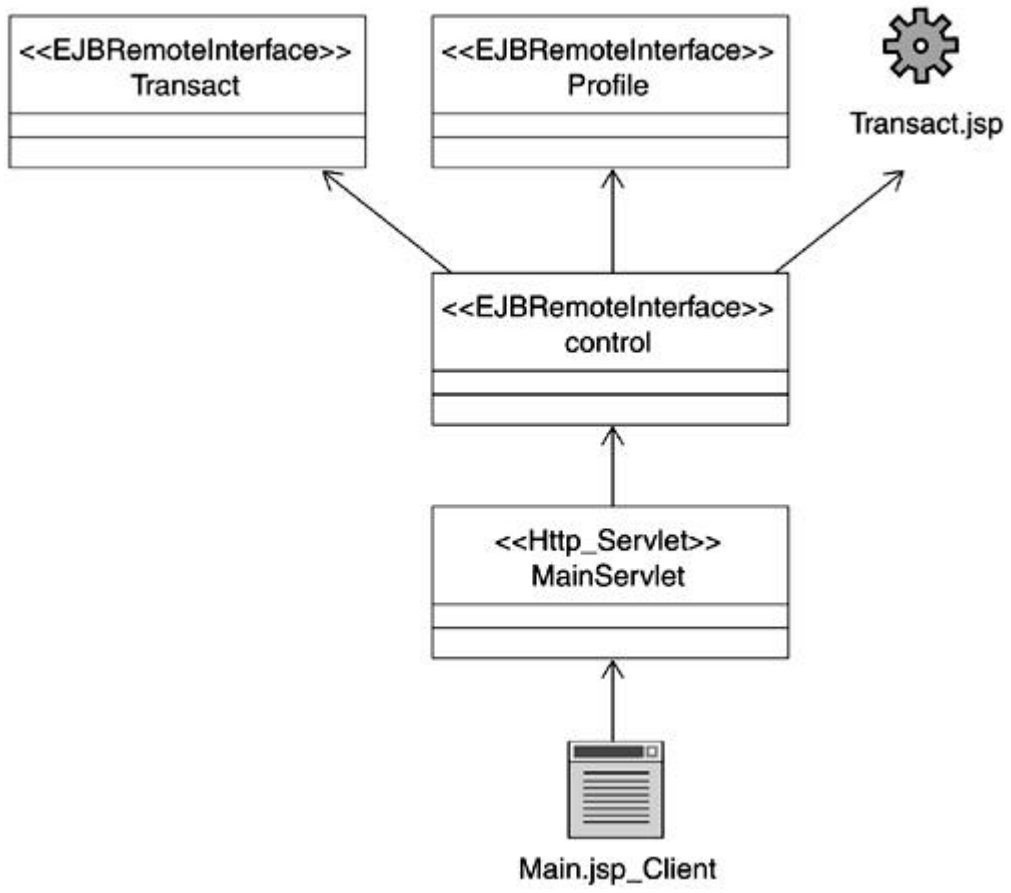 <<EJBRemoteInterface>>
Transact
<<EJBRemoteInterface>>
Profile
Transact.jsp
<<EJBRemoteInterface>>
control
<<Http_Servlet>>
MainServlet
Main.jsp_Client